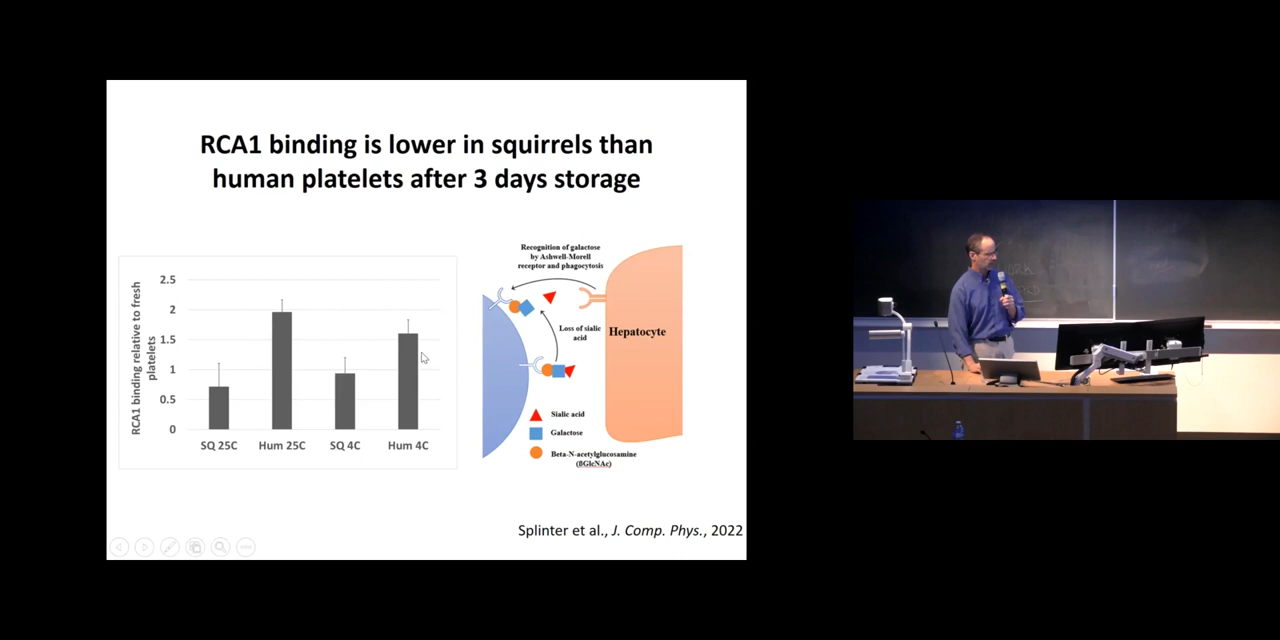 RCA1 binding is lower in squirrels than
human platelets after 3 days storage
RCA1 binding relative to fresh
platelets
2.5
2
1.5
1
0.5
0
SQ 25C
Hum 25C
SQ 4C
Hum 4C
Recognition of galactose
by Ashwell-Morell
receptor and phagocytosis
Loss of sialic
acid
Hepatocyte
Sialic acid
Galactose
Beta-N-acetylglucosamine
(ßGlcNAc)
Splinter et al., J. Comp. Phys., 2022